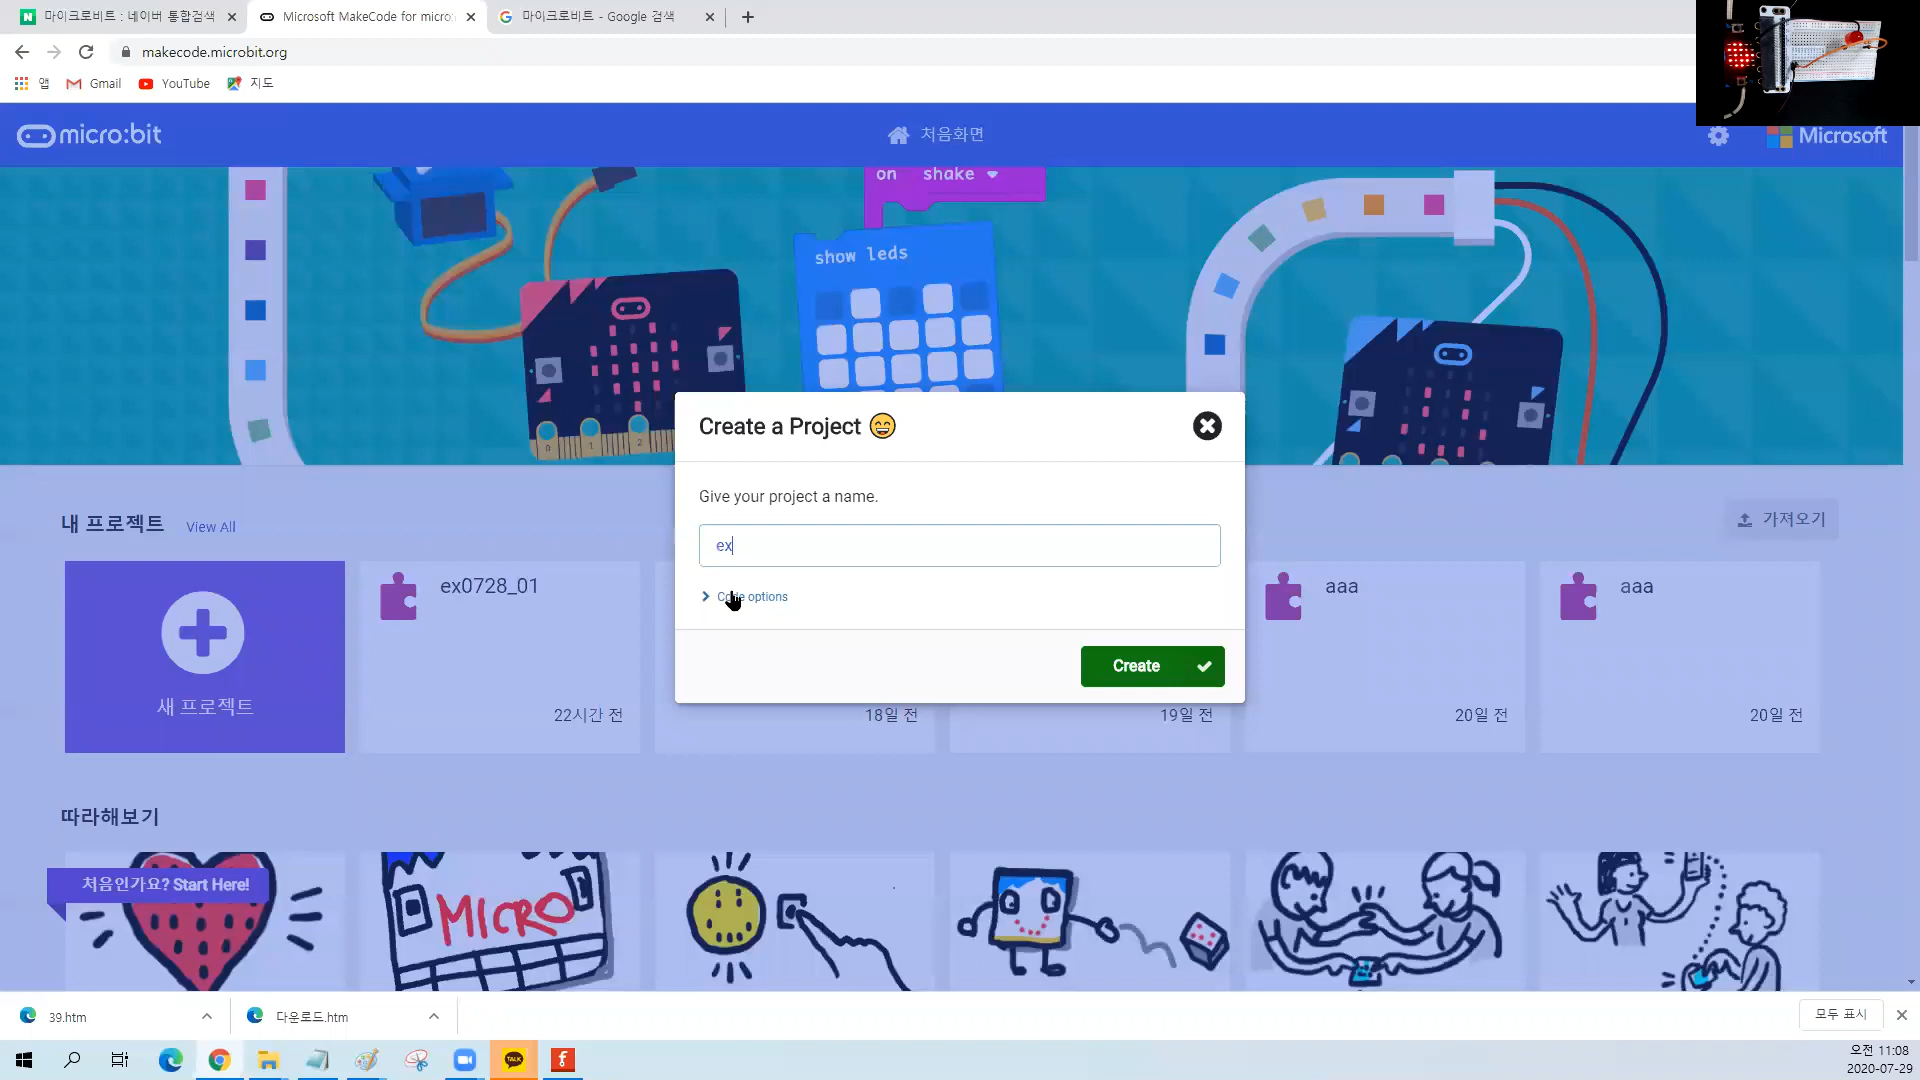 마이크로비트 : 네이버 통합검색
Microsoft MakeCode for micro:
마이크로비트 - Google 검색
makecode.microbit.org
앱
Gmail
YouTube
지도
micro:bit
처음화면
Microsoft
on shake
show leds
0 1 2
Create a Project
Give your project a name.
ex
Code options
Create
내 프로젝트
View All
가져오기
새 프로젝트
ex0728_01
22시간 전
18일 전
19일 전
aaa
20일 전
aaa
20일 전
따라해보기
처음인가요? Start Here!
MICRO
39.htm
다운로드.htm
모두 표시
TALK
오전 11:08
2020-07-29